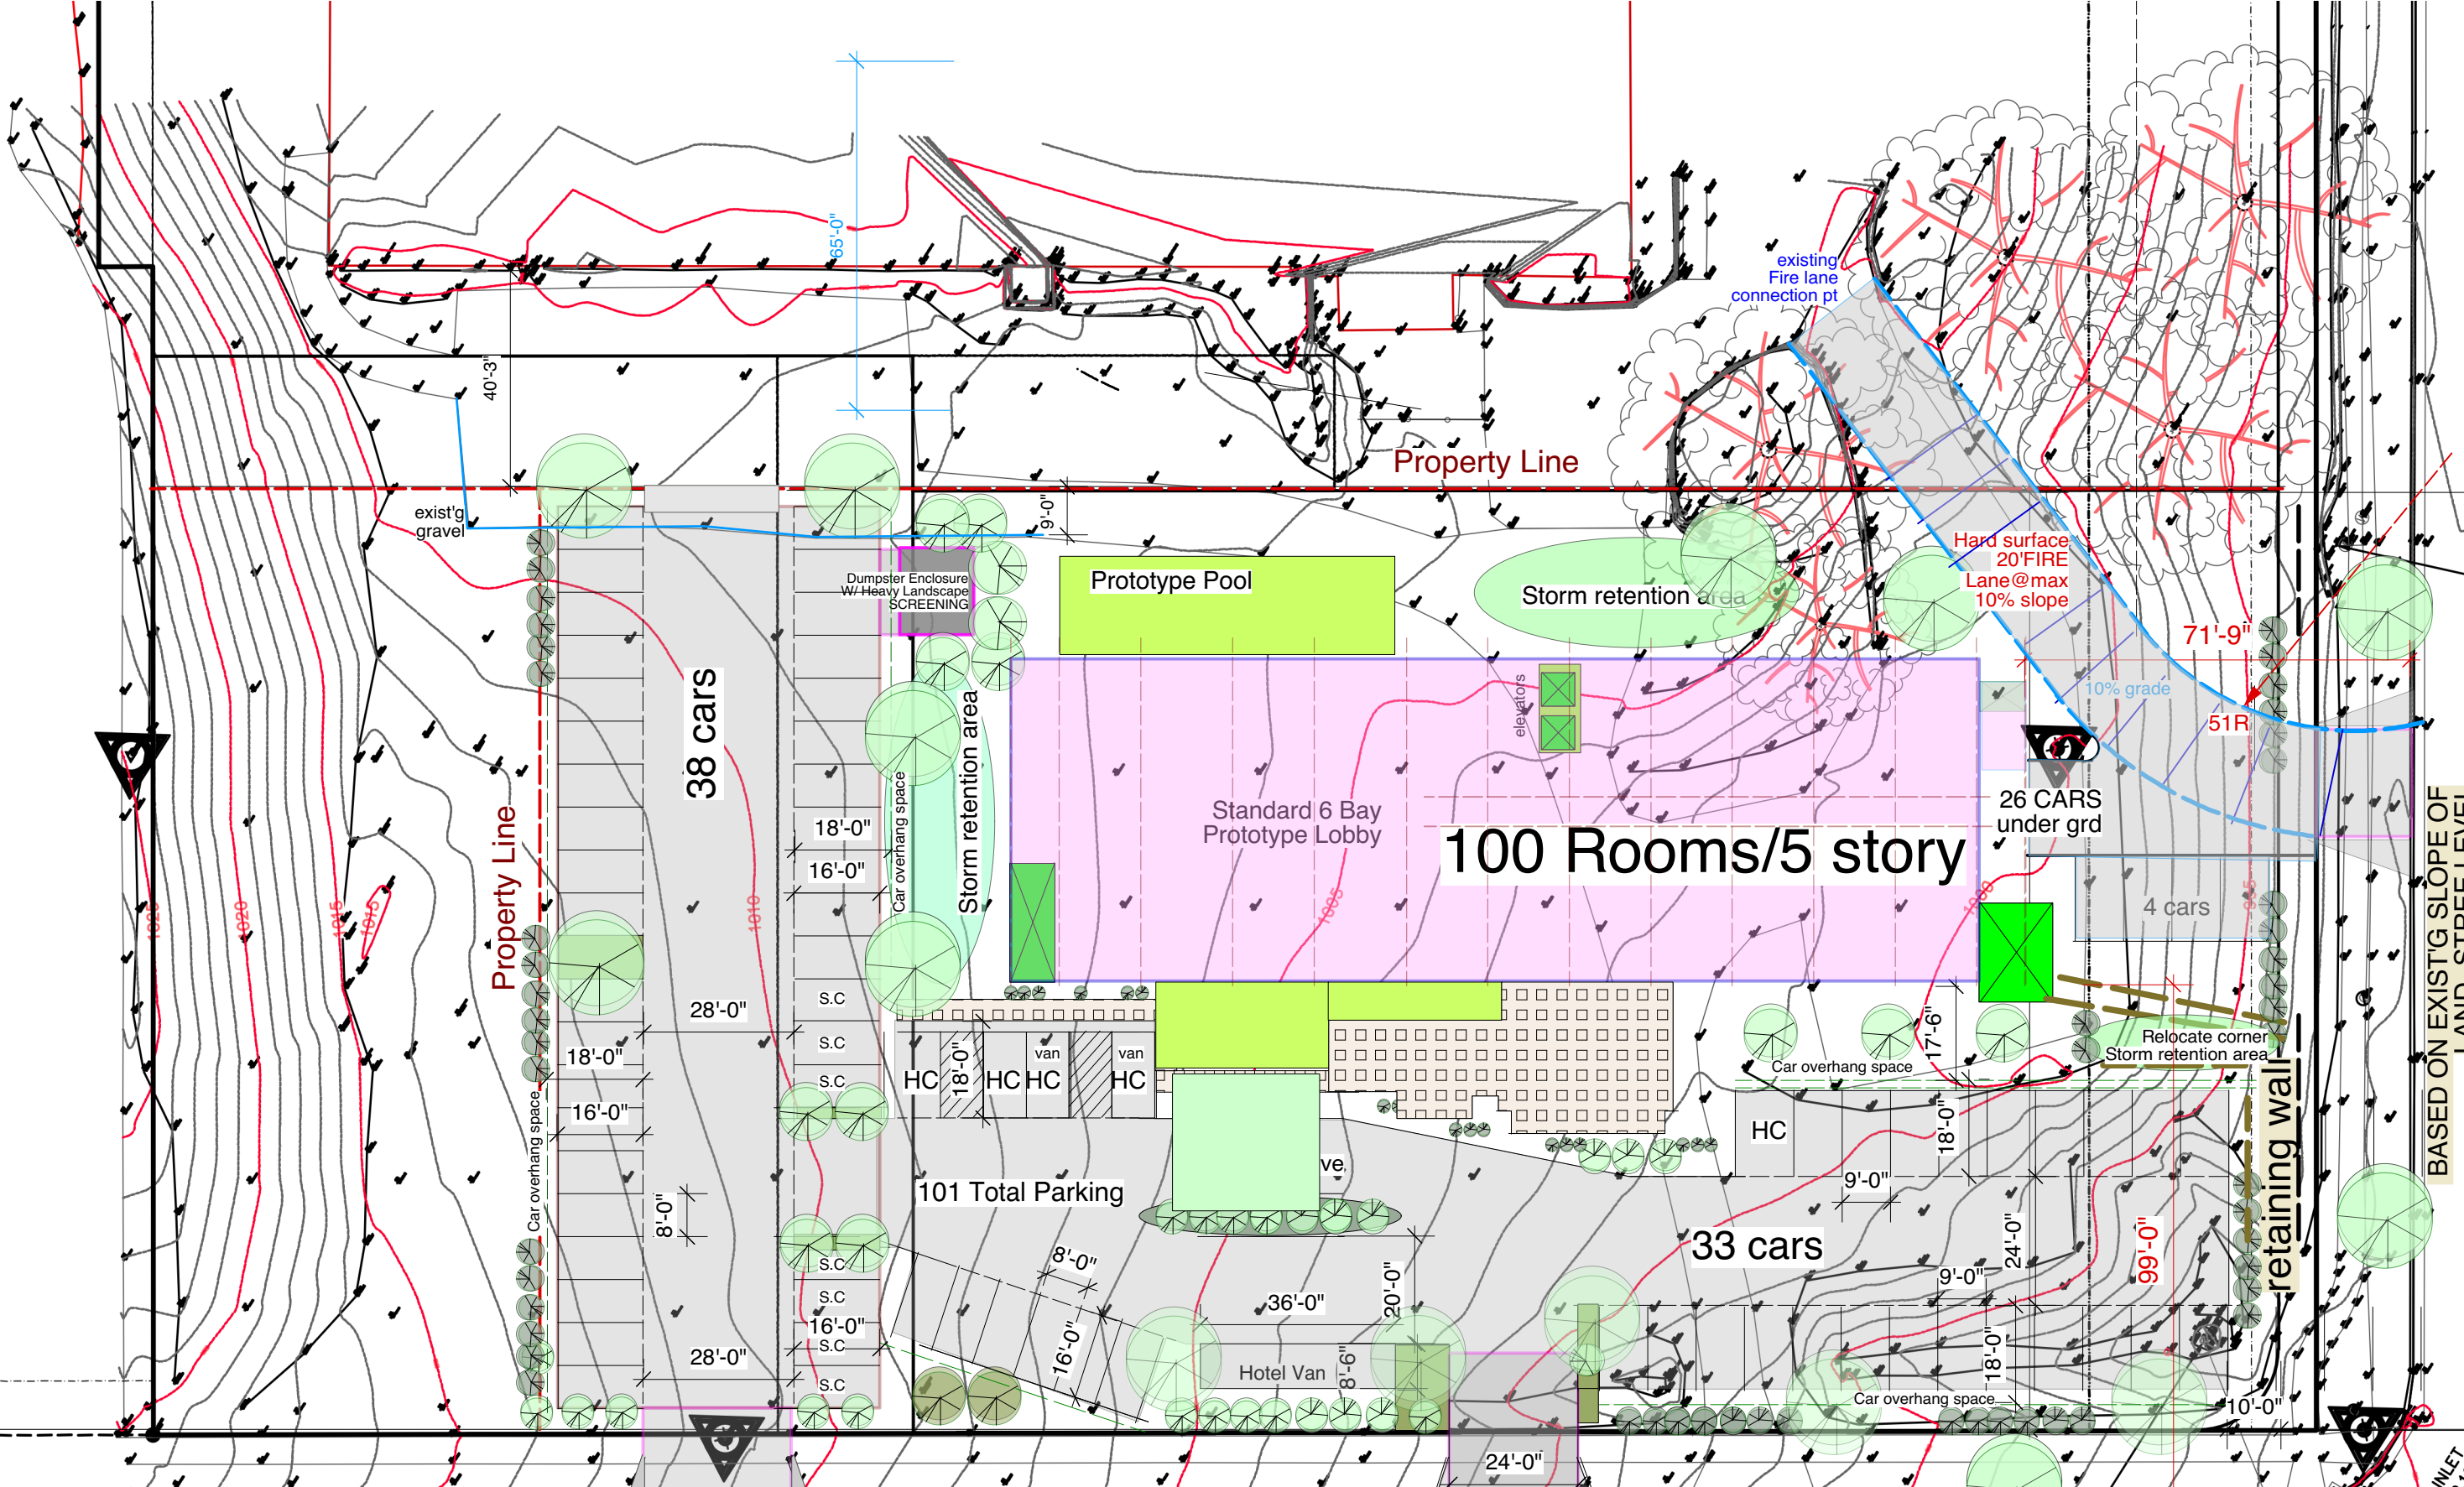 65'-0"
existing
Fire lane
connection pt
40'-3"
Property Line
exist'g
gravel
9'-0"
Hard surface
20'FIRE
Lane@max
10% slope
Dumpster Enclosure
W/ Heavy Landscape
SCREENING
Prototype Pool
Storm retention area
71'-9"
10% grade
51R
elevators
38 cars
Storm retention area
Car overhang space
Property Line
18'-0"
16'-0"
Standard 6 Bay
Prototype Lobby
100 Rooms/5 story
26 CARS
under grd
4 cars
BASED ON EXIST'G SLOPE OF
1020
1020
1015
1015
1010
1005
S.C
28'-0"
S.C
S.C
18'-0"
16'-0"
Car overhang space
8'-0"
HC
18'-0"
HC
HC
van
van
HC
17'-6"
Car overhang space
Relocate corner
Storm retention area
retaining wall
HC
18'-0"
9'-0"
101 Total Parking
ve,
33 cars
24'-0"
99'-0"
9'-0"
8'-0"
36'-0"
20'-0"
S.C
S.C
16'-0"
S.C
28'-0"
S.C
16'-0"
Hotel Van
8'-6"
18'-0"
Car overhang space
10'-0"
24'-0"
INLET